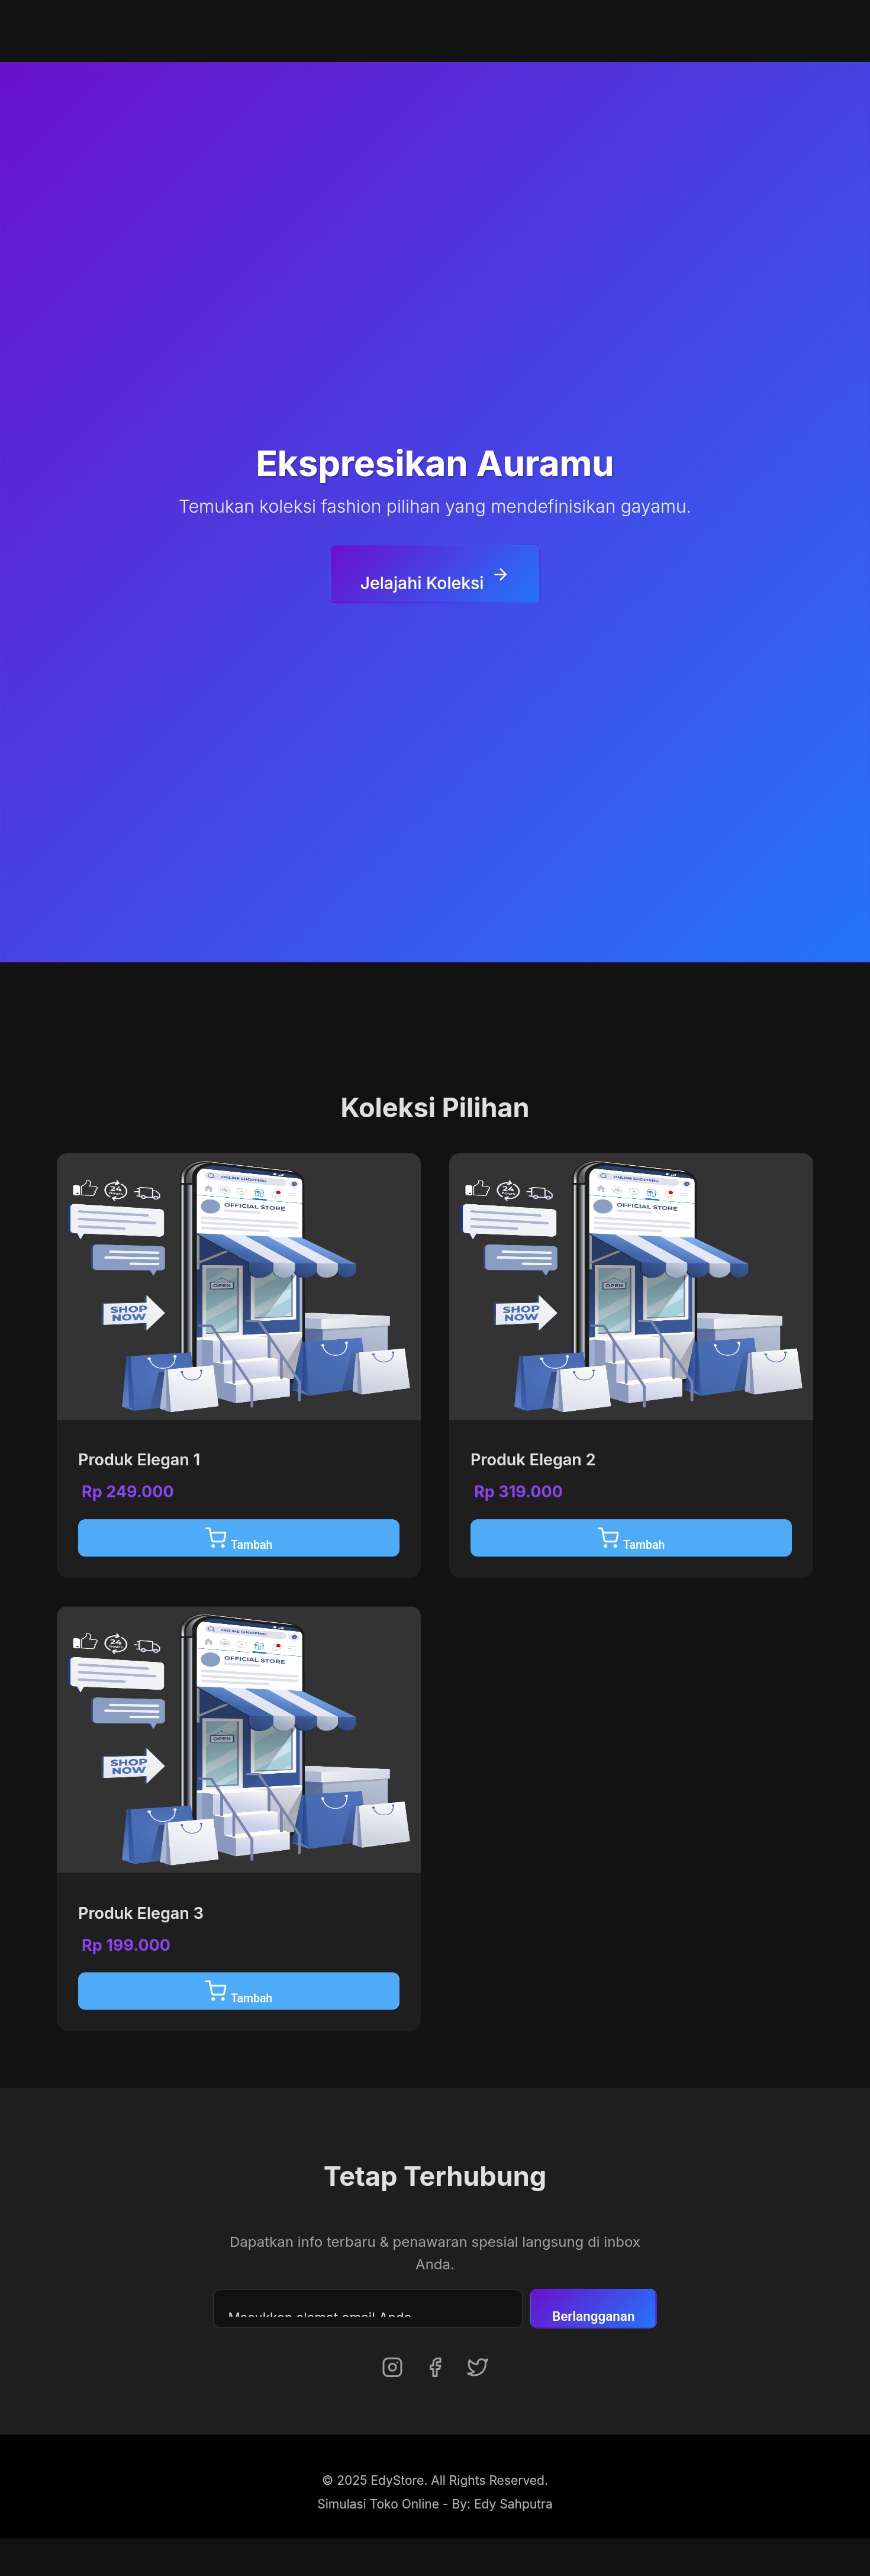 Ekspresikan Auramu
Temukan koleksi fashion pilihan yang mendefinisikan gayamu.
Jelajahi Koleksi
Koleksi Pilihan
24
ONLINE SHOPPING
OFFICIAL STORE
OPEN
SHOP
NOW
Produk Elegan 1
Rp 249.000
Tambah
24
ONLINE SHOPPING
OFFICIAL STORE
OPEN
SHOP
NOW
Produk Elegan 2
Rp 319.000
Tambah
24
ONLINE SHOPPING
OFFICIAL STORE
OPEN
SHOP
NOW
Produk Elegan 3
Rp 199.000
Tambah
Tetap Terhubung
Dapatkan info terbaru & penawaran spesial langsung di inbox
Anda.
Masukkan alamat email Anda
Berlangganan
© 2025 EdyStore. All Rights Reserved.
Simulasi Toko Online - By: Edy Sahputra